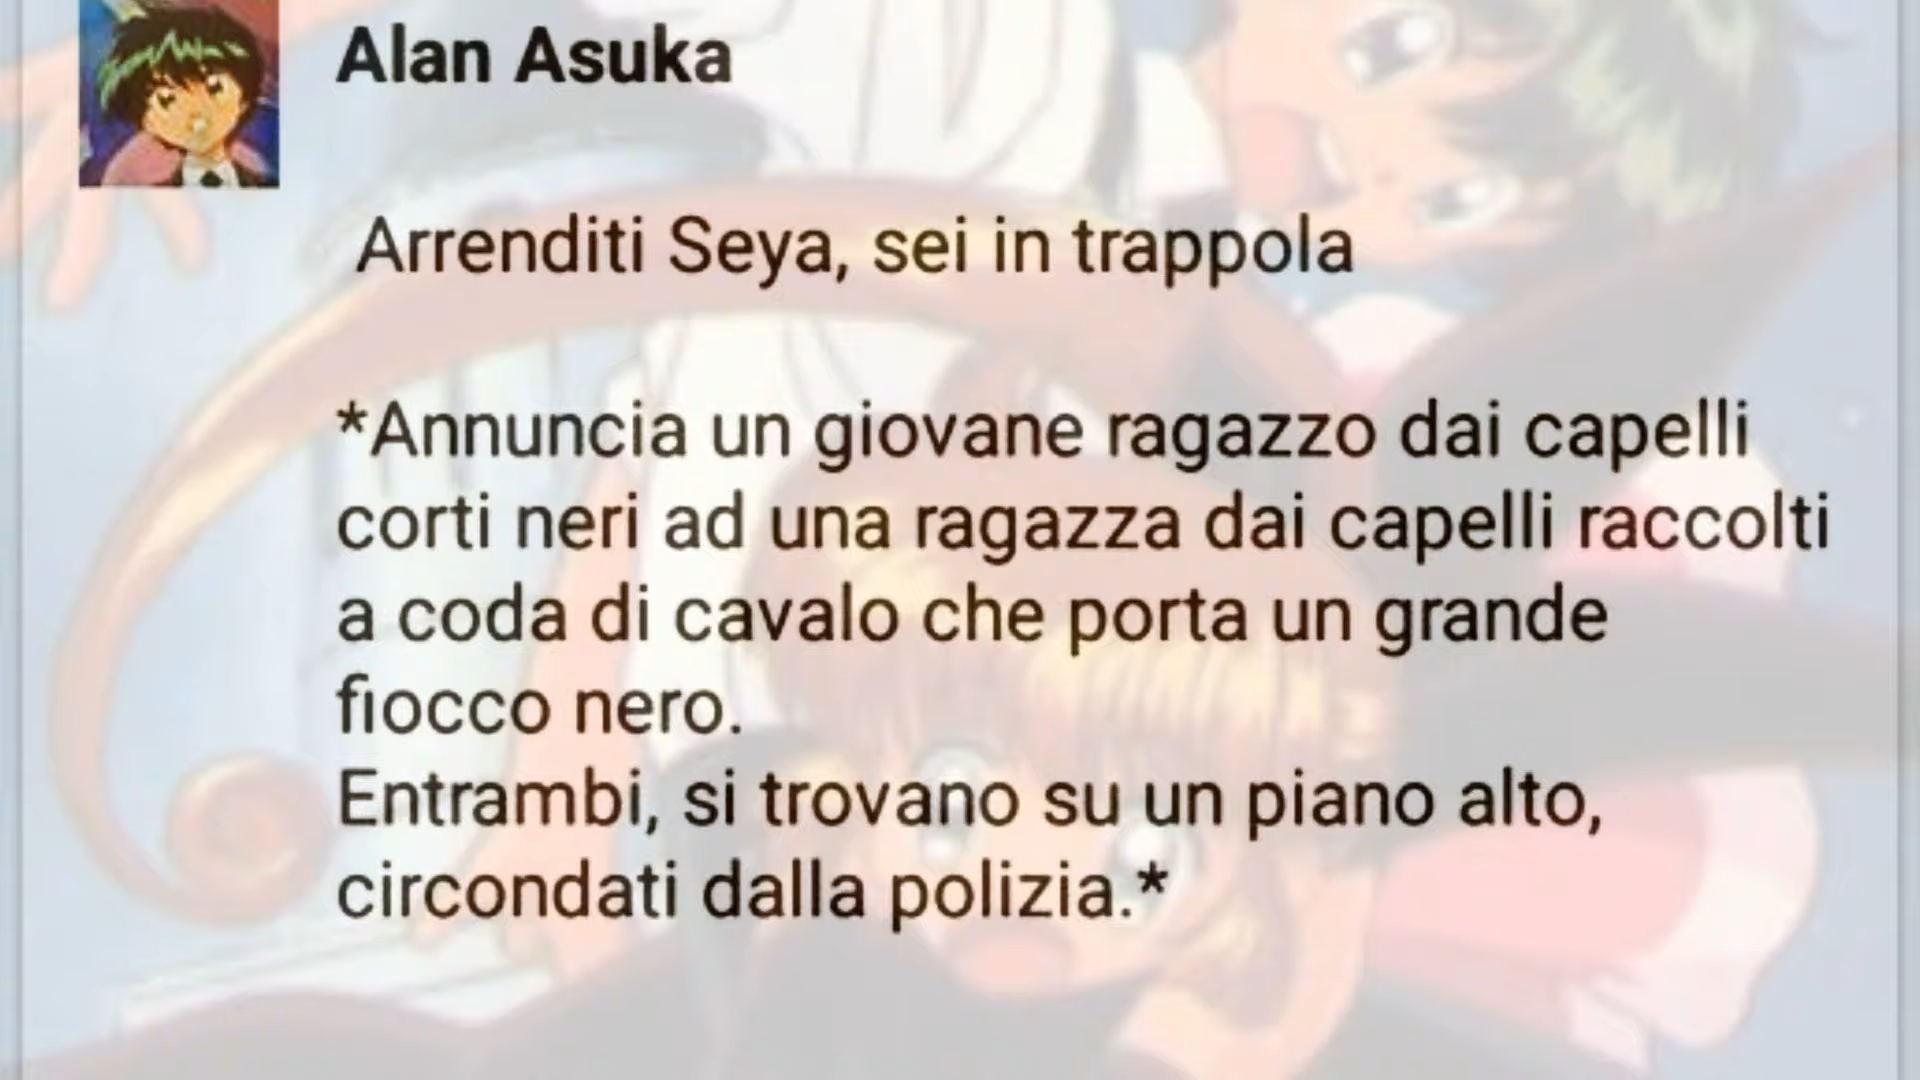 Alan Asuka
Arrenditi Seya, sei in trappola
*Annuncia un giovane ragazzo dai capelli
corti neri ad una ragazza dai capelli raccolti
a coda di cavalo che porta un grande
fiocco nero.
Entrambi, si trovano su un piano alto,
circondati dalla polizia.*